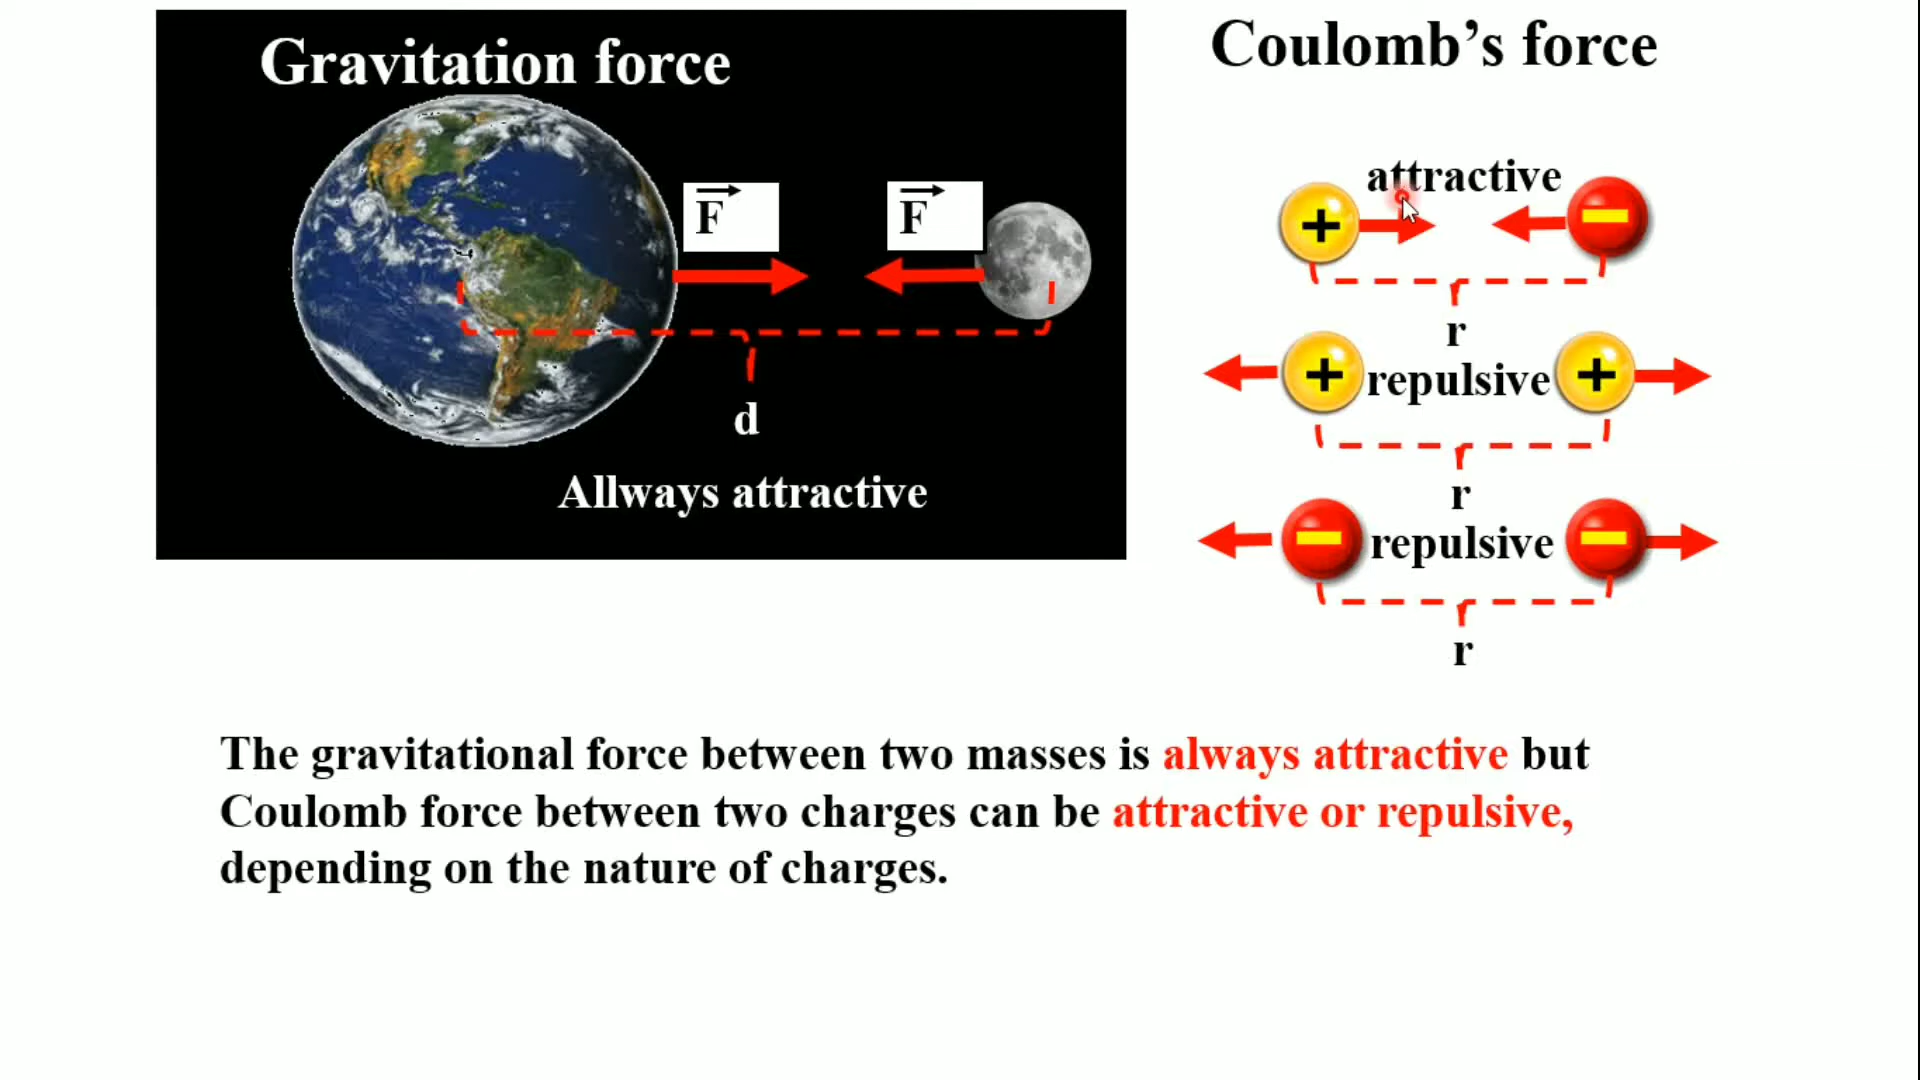 Gravitation force
F
F
d
Allways attractive
Coulomb's force
attractive
+
−
r
+ repulsive +
r
− repulsive −
r
The gravitational force between two masses is always attractive but
Coulomb force between two charges can be attractive or repulsive,
depending on the nature of charges.